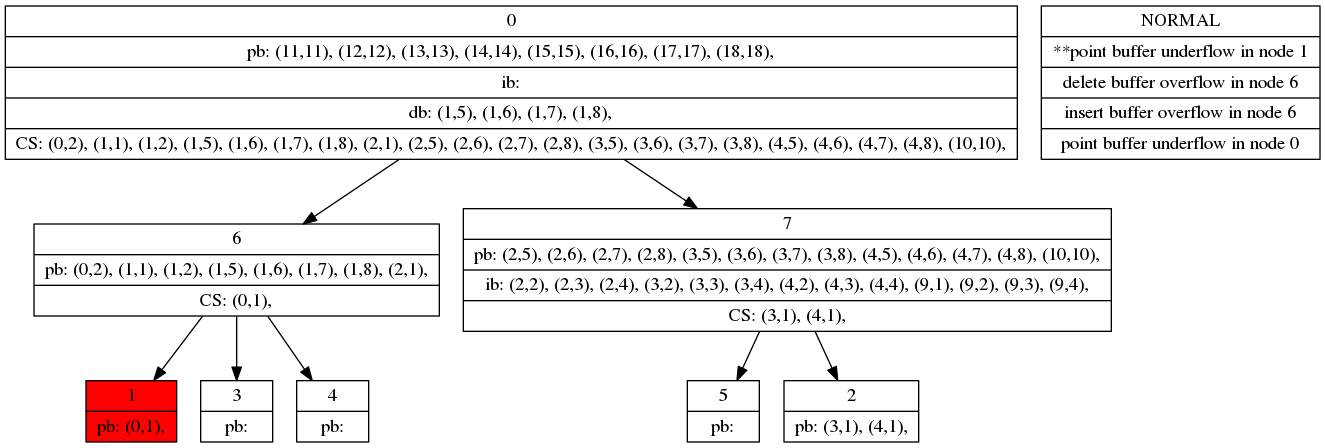 0
pb: (11,11), (12,12), (13,13), (14,14), (15,15), (16,16), (17,17), (18,18),
ib:
db: (1,5), (1,6), (1,7), (1,8),
CS: (0,2), (1,1), (1,2), (1,5), (1,6), (1,7), (1,8), (2,1), (2,5), (2,6), (2,7), (2,8), (3,5), (3,6), (3,7), (3,8), (4,5), (4,6), (4,7), (4,8), (10,10),
NORMAL
**point buffer underflow in node 1
delete buffer overflow in node 6
insert buffer overflow in node 6
point buffer underflow in node 0
6
pb: (0,2), (1,1), (1,2), (1,5), (1,6), (1,7), (1,8), (2,1),
CS: (0,1),
7
pb: (2,5), (2,6), (2,7), (2,8), (3,5), (3,6), (3,7), (3,8), (4,5), (4,6), (4,7), (4,8), (10,10),
ib: (2,2), (2,3), (2,4), (3,2), (3,3), (3,4), (4,2), (4,3), (4,4), (9,1), (9,2), (9,3), (9,4),
CS: (3,1), (4,1),
1
pb: (0,1),
3
pb:
4
pb:
5
pb:
2
pb: (3,1), (4,1),